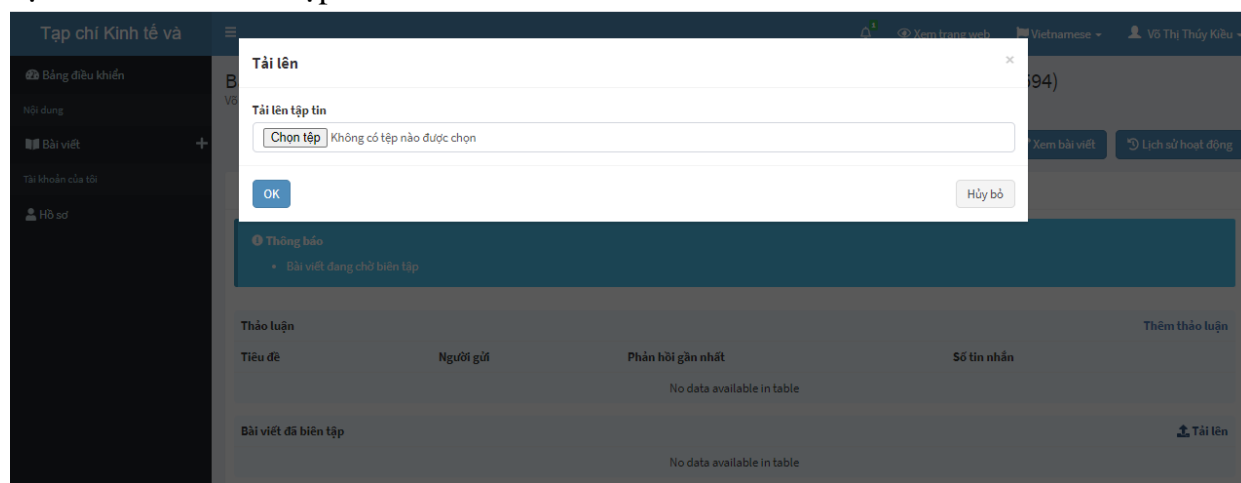 Tạp chí Kinh tế và
1
Xem trang web
Vietnamese
Võ Thị Thúy Kiều
Bảng điều khiển
Tải lên
×
B
594)
Võ
Nội dung
Tải lên tập tin
Chọn tệp Không có tệp nào được chọn
Bài viết
Xem bài viết
Lịch sử hoạt động
Tài khoản của tôi
Hồ sơ
OK
Hủy bỏ
Thông báo
• Bài viết đang chờ biên tập
Thảo luận
Thêm thảo luận
Tiêu đề Người gửi Phản hồi gần nhất Số tin nhắn
No data available in table
Bài viết đã biên tập
Tải lên
No data available in table